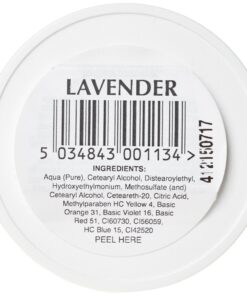 LAVENDER
5 034843 001134 >
412150717
INGREDIENTS:
Aqua (Pure), Cetearyl Alcohol, Distearoylethyl,
Hydroxyethylmonium, Methosulfate (and)
Cetearyl Alcohol, Ceteareth-20, Citric Acid,
Methylparaben HC Yellow 4, Basic
Orange 31, Basic Violet 16, Basic
Red 51, CI60730, CI56059,
HC Blue 15, CI42520
PEEL HERE